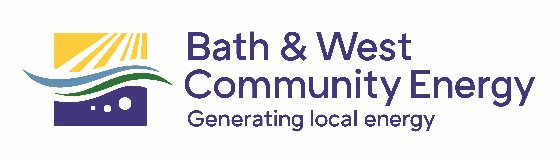 Bath & West
Community Energy
Generating local energy